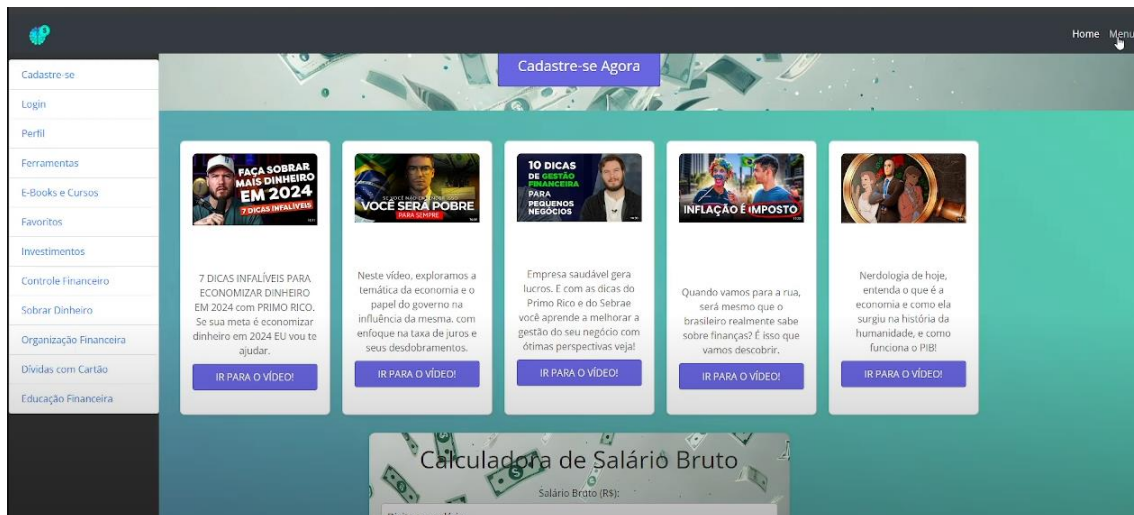 Home Menu
Cadastre-se
Login
Perfil
Ferramentas
E-Books e Cursos
Favoritos
Investimentos
Controle Financeiro
Sobrar Dinheiro
Organização Financeira
Dívidas com Cartão
Educação Financeira
Cadastre-se Agora
FAÇA SOBRAR
MAIS DINHEIRO
EM 2024
7 DICAS INFALÍVEIS
7 DICAS INFALÍVEIS PARA
ECONOMIZAR DINHEIRO
EM 2024 com PRIMO RICO.
Se sua meta é economizar
dinheiro em 2024 EU vou te
ajudar.
IR PARA O VÍDEO!
VOCÊ SERÁ POBRE
PARA SEMPRE
Neste vídeo, exploramos a
temática da economia e o
papel do governo na
influência da mesma, com
enfoque na taxa de juros e
seus desdobramentos.
IR PARA O VÍDEO!
10 DICAS
DE GESTÃO
FINANCEIRA
PARA
PEQUENOS
NEGÓCIOS
Empresa saudável gera
lucros. E com as dicas do
Primo Rico e do Sebrae
você aprende a melhorar a
gestão do seu negócio com
ótimas perspectivas veja!
IR PARA O VÍDEO!
INFLAÇÃO É IMPOSTO
Quando vamos para a rua,
será mesmo que o
brasileiro realmente sabe
sobre finanças? É isso que
vamos descobrir.
IR PARA O VÍDEO!
Nerdologia de hoje,
entenda o que é a
economia e como ela
surgiu na história da
humanidade, e como
funciona o PIB!
IR PARA O VÍDEO!
Calculadora de Salário Bruto
Salário Bruto (R$):